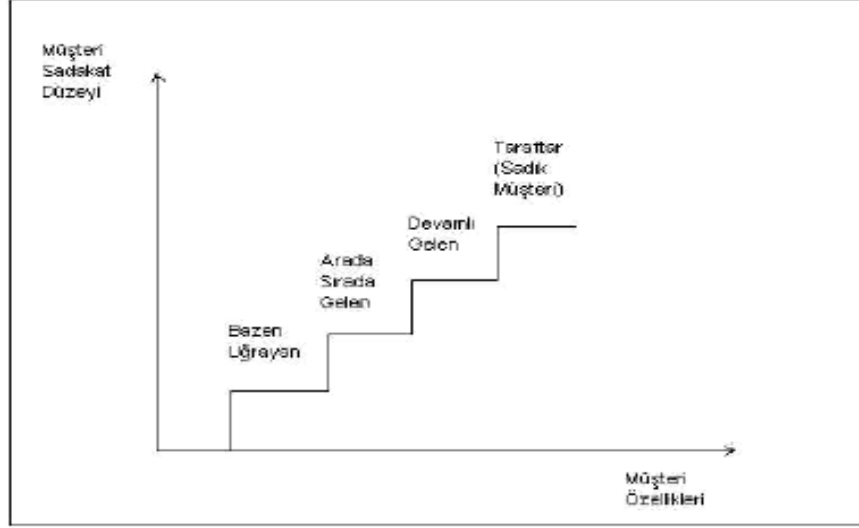 Müşteri
Sadakat
Düzeyi
Taraftar
(Sadık
Müşteri)
Devamlı
Gelen
Arada
Sırada
Gelen
Bazen
Uğrayan
Müşteri
Özellikleri